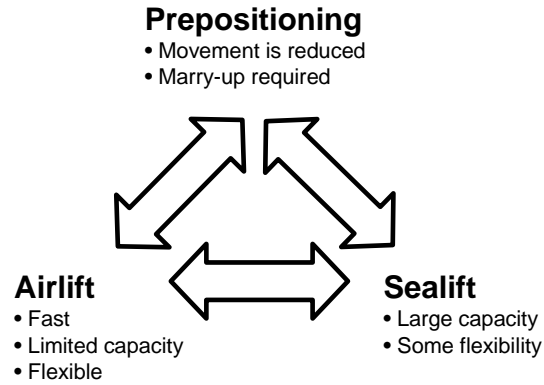 Prepositioning
• Movement is reduced
• Marry-up required
Airlift
• Fast
• Limited capacity
• Flexible
Sealift
• Large capacity
• Some flexibility